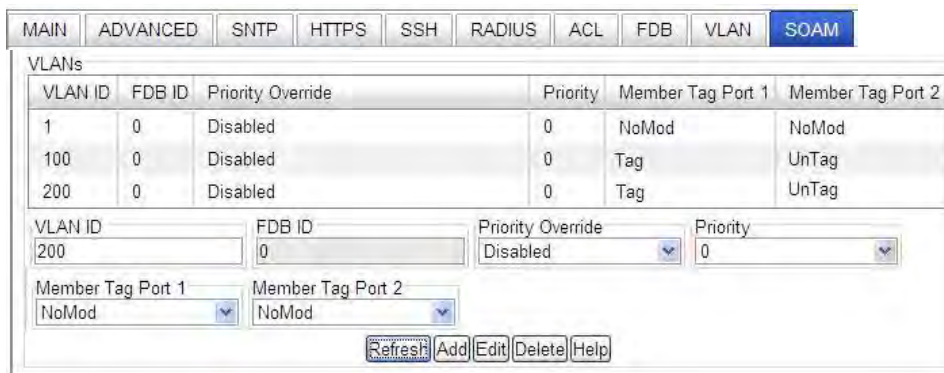 MAIN ADVANCED SNTP HTTPS SSH RADIUS ACL FDB VLAN SOAM
VLANs
VLAN ID FDB ID Priority Override Priority Member Tag Port 1 Member Tag Port 2
1 0 Disabled 0 NoMod NoMod
100 0 Disabled 0 Tag UnTag
200 0 Disabled 0 Tag UnTag
VLAN ID FDB ID Priority Override Priority
200 0 Disabled 0
Member Tag Port 1 Member Tag Port 2
NoMod NoMod
Refresh Add Edit Delete Help